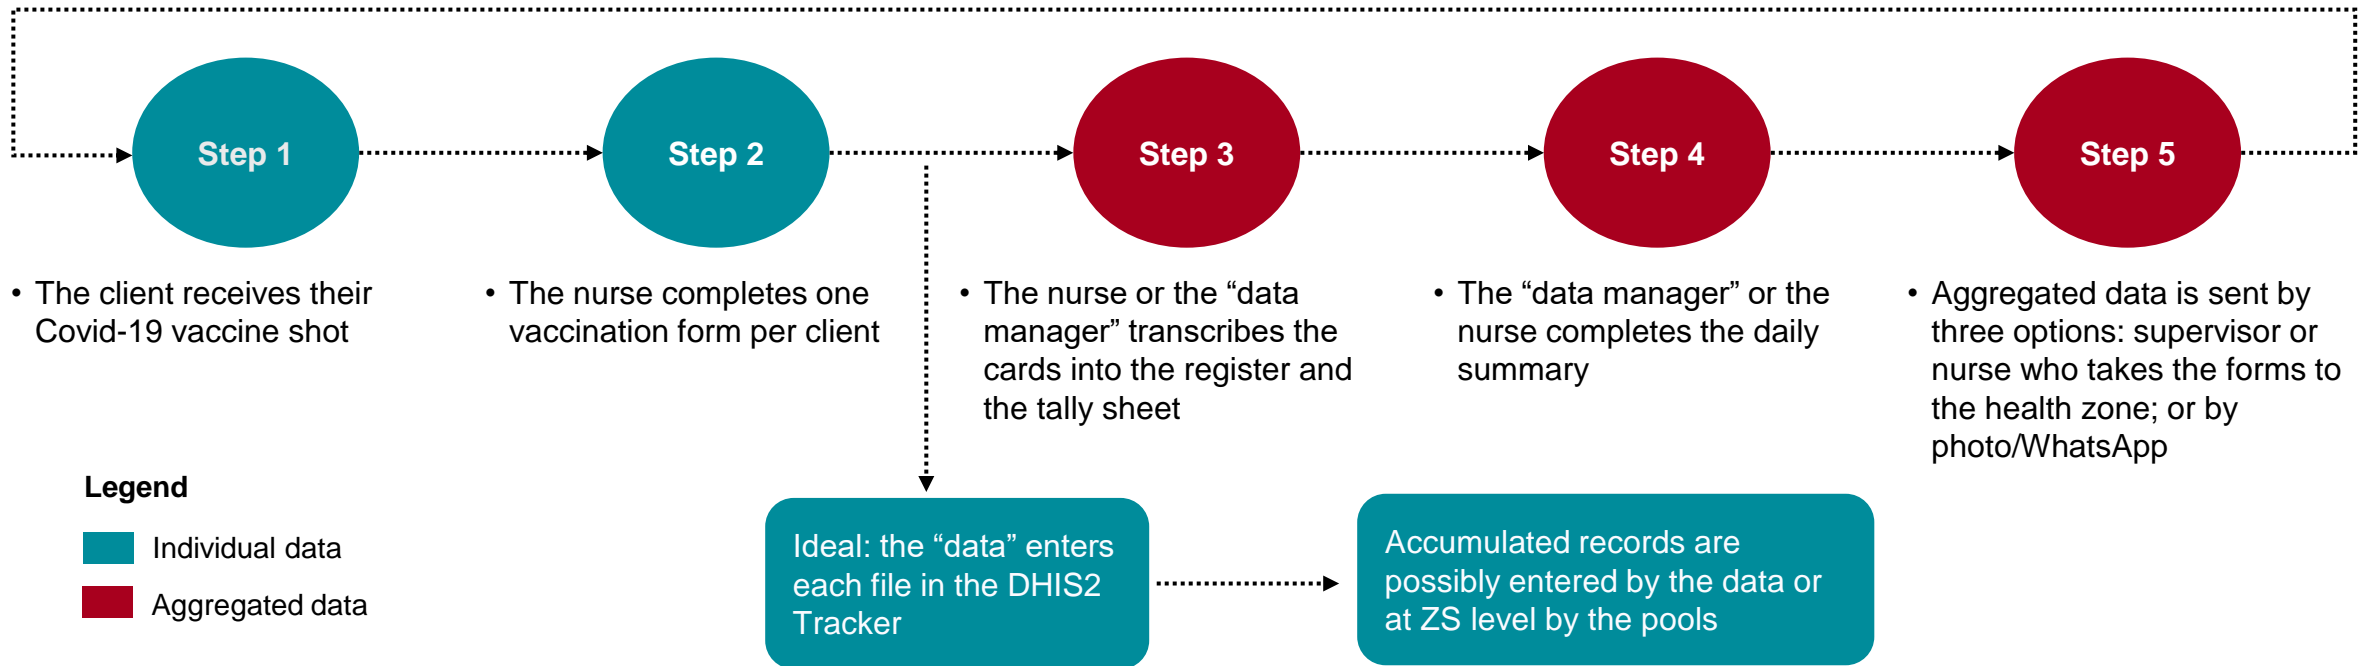 Step 1
Step 2
Step 3
Step 4
Step 5
• The client receives their
Covid-19 vaccine shot
• The nurse completes one
vaccination form per client
• The nurse or the “data
manager” transcribes the
cards into the register and
the tally sheet
• The “data manager” or the
nurse completes the daily
summary
• Aggregated data is sent by
three options: supervisor or
nurse who takes the forms to
the health zone; or by
photo/WhatsApp
Legend
Individual data
Aggregated data
Ideal: the “data” enters
each file in the DHIS2
Tracker
Accumulated records are
possibly entered by the data or
at ZS level by the pools